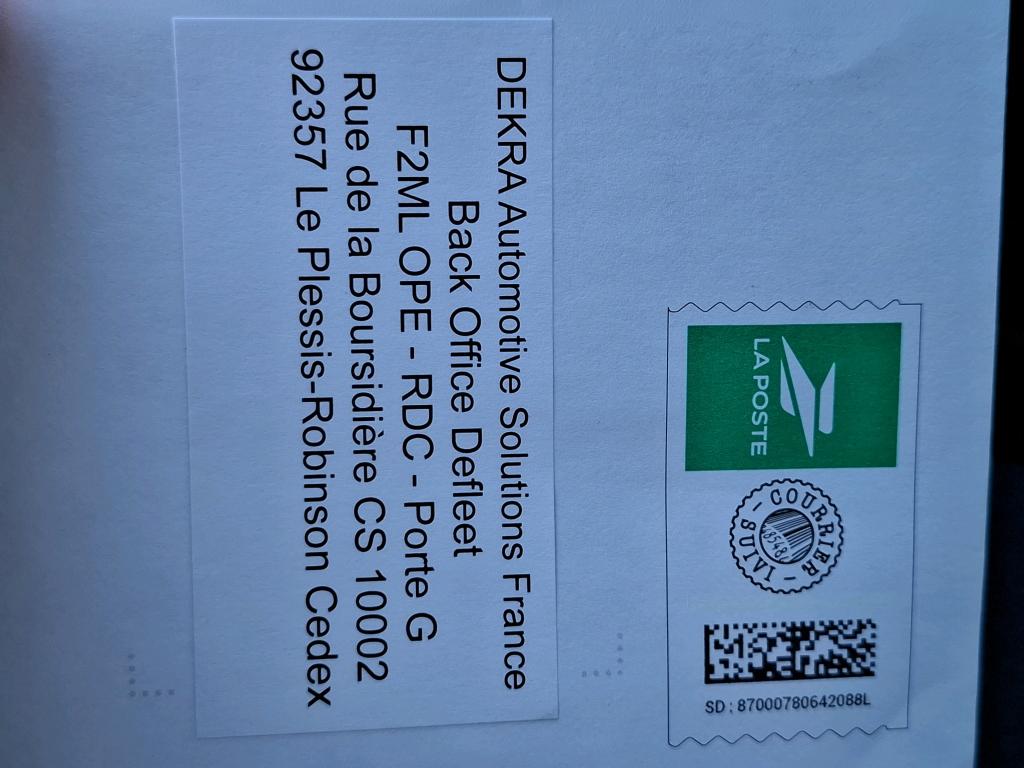 LA POSTE
COURRIER
- SUIVI -
SD : 87000780642088L
DEKRA Automotive Solutions France
Back Office Defleet
F2ML OPE - RDC - Porte G
Rue de la Boursidière CS 10002
92357 Le Plessis-Robinson Cedex